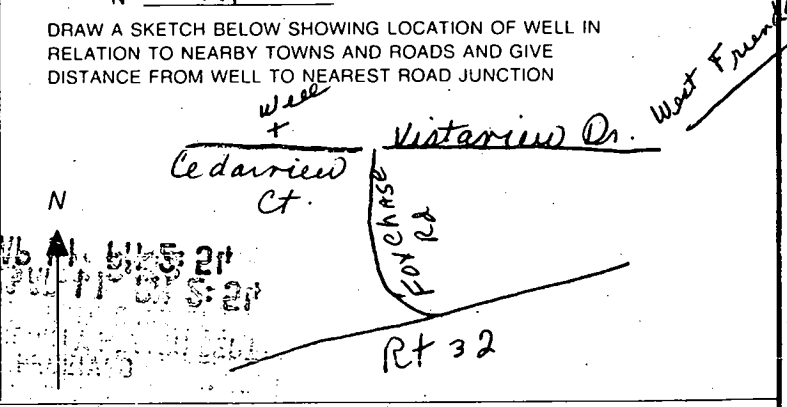 DRAW A SKETCH BELOW SHOWING LOCATION OF WELL IN
RELATION TO NEARBY TOWNS AND ROADS AND GIVE
DISTANCE FROM WELL TO NEAREST ROAD JUNCTION
West
Well
+
Vistaview Dr.
Cedarview
Ct.
FOXCHASE
Rd
N
Rt 32